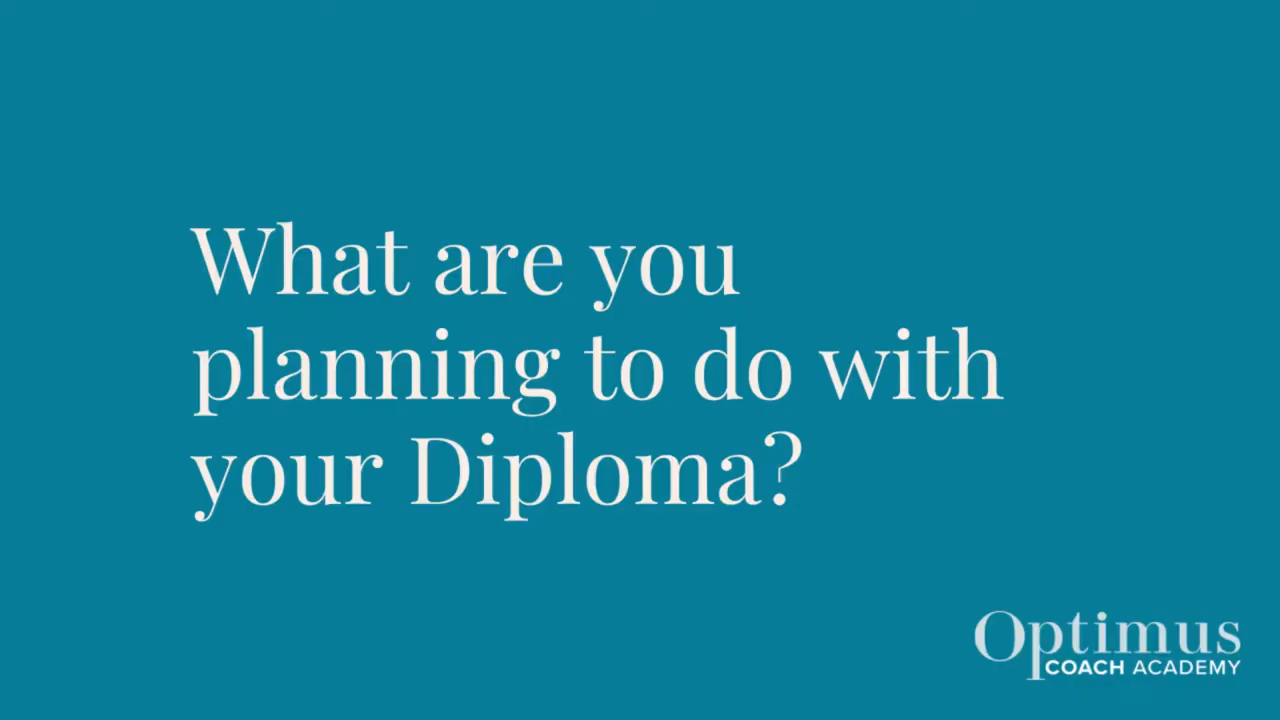 What are you
planning to do with
your Diploma?
Optimus
COACH ACADEMY